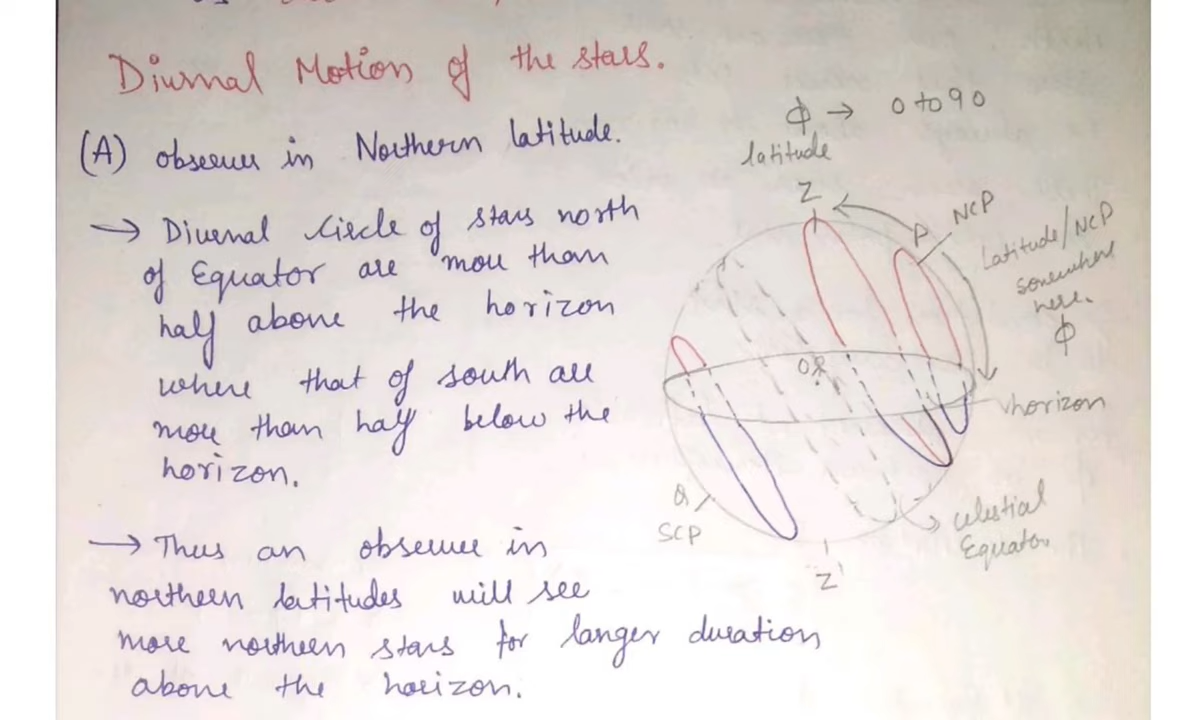 Diurnal Motion of the stars.
(A) observer in Northern latitude.
→ Diurnal circle of stars north
of Equator are more than
half above the horizon
where that of south are
more than half below the
horizon.
→ Thus an observer in
northern latitudes will see
more northern stars for longer duration
above the horizon.
ϕ → 0 to 90
latitude
Z
P
NCP
Latitude/NCP
somewhere
here.
ϕ
O
horizon
Q
SCP
celestial
Equator
Z'